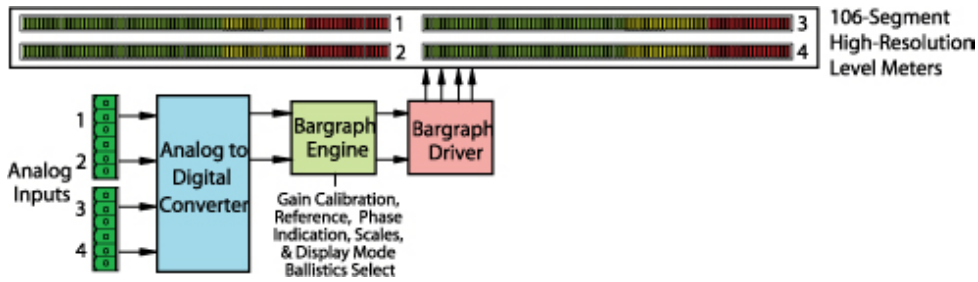 1
2
3
4
106-Segment
High-Resolution
Level Meters
Analog
Inputs
1
2
3
4
Analog to
Digital
Converter
Bargraph
Engine
Bargraph
Driver
Gain Calibration,
Reference, Phase
Indication, Scales,
& Display Mode
Ballistics Select